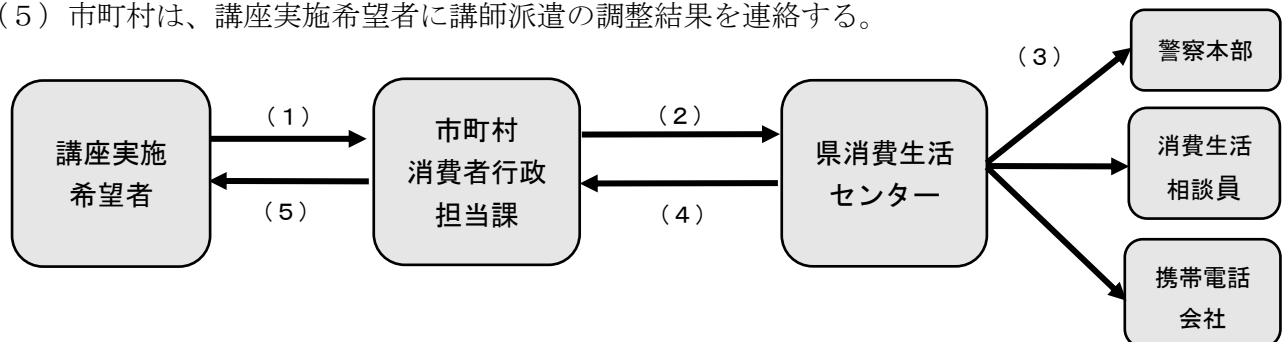 （５）市町村は、講座実施希望者に講師派遣の調整結果を連絡する。
講座実施
希望者
（１）
（５）
市町村
消費者行政
担当課
（２）
（４）
県消費生活
センター
（３）
警察本部
消費生活
相談員
携帯電話
会社